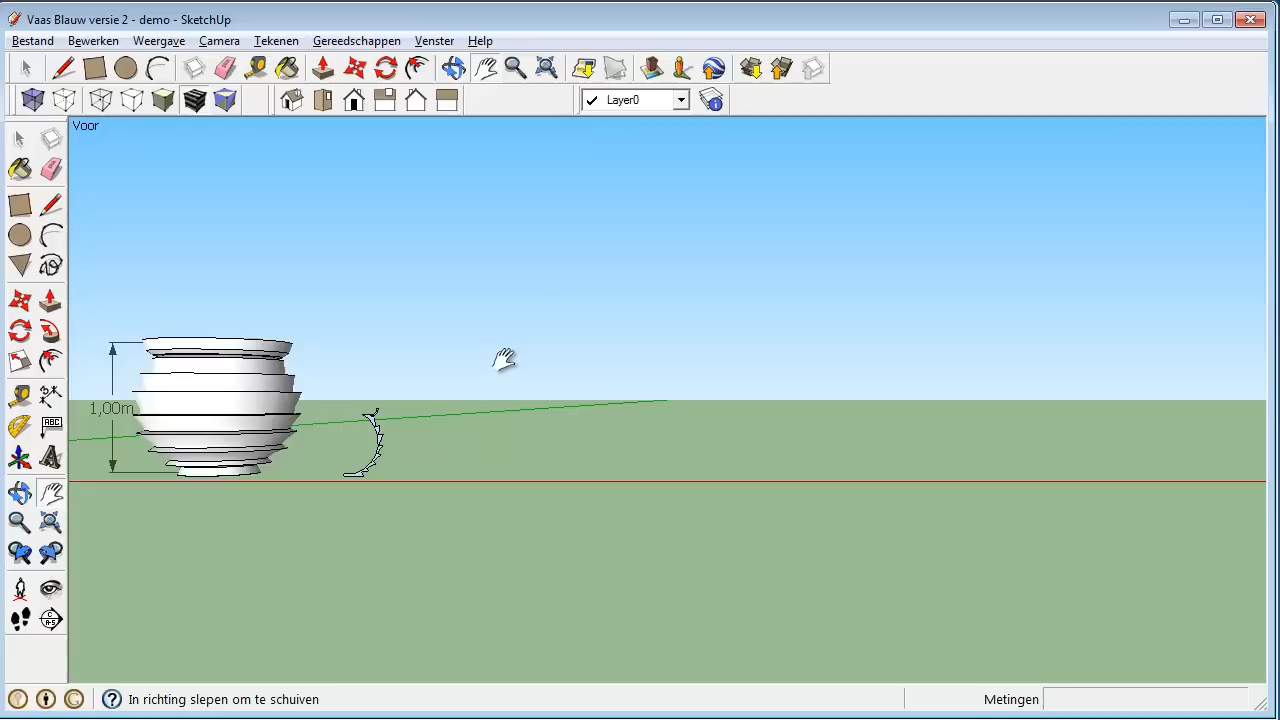 Vaas Blauw versie 2 - demo - SketchUp
Bestand Bewerken Weergave Camera Tekenen Gereedschappen Venster Help
Layer0
Voor
1,00m
ABC
A
In richting slepen om te schuiven
Metingen